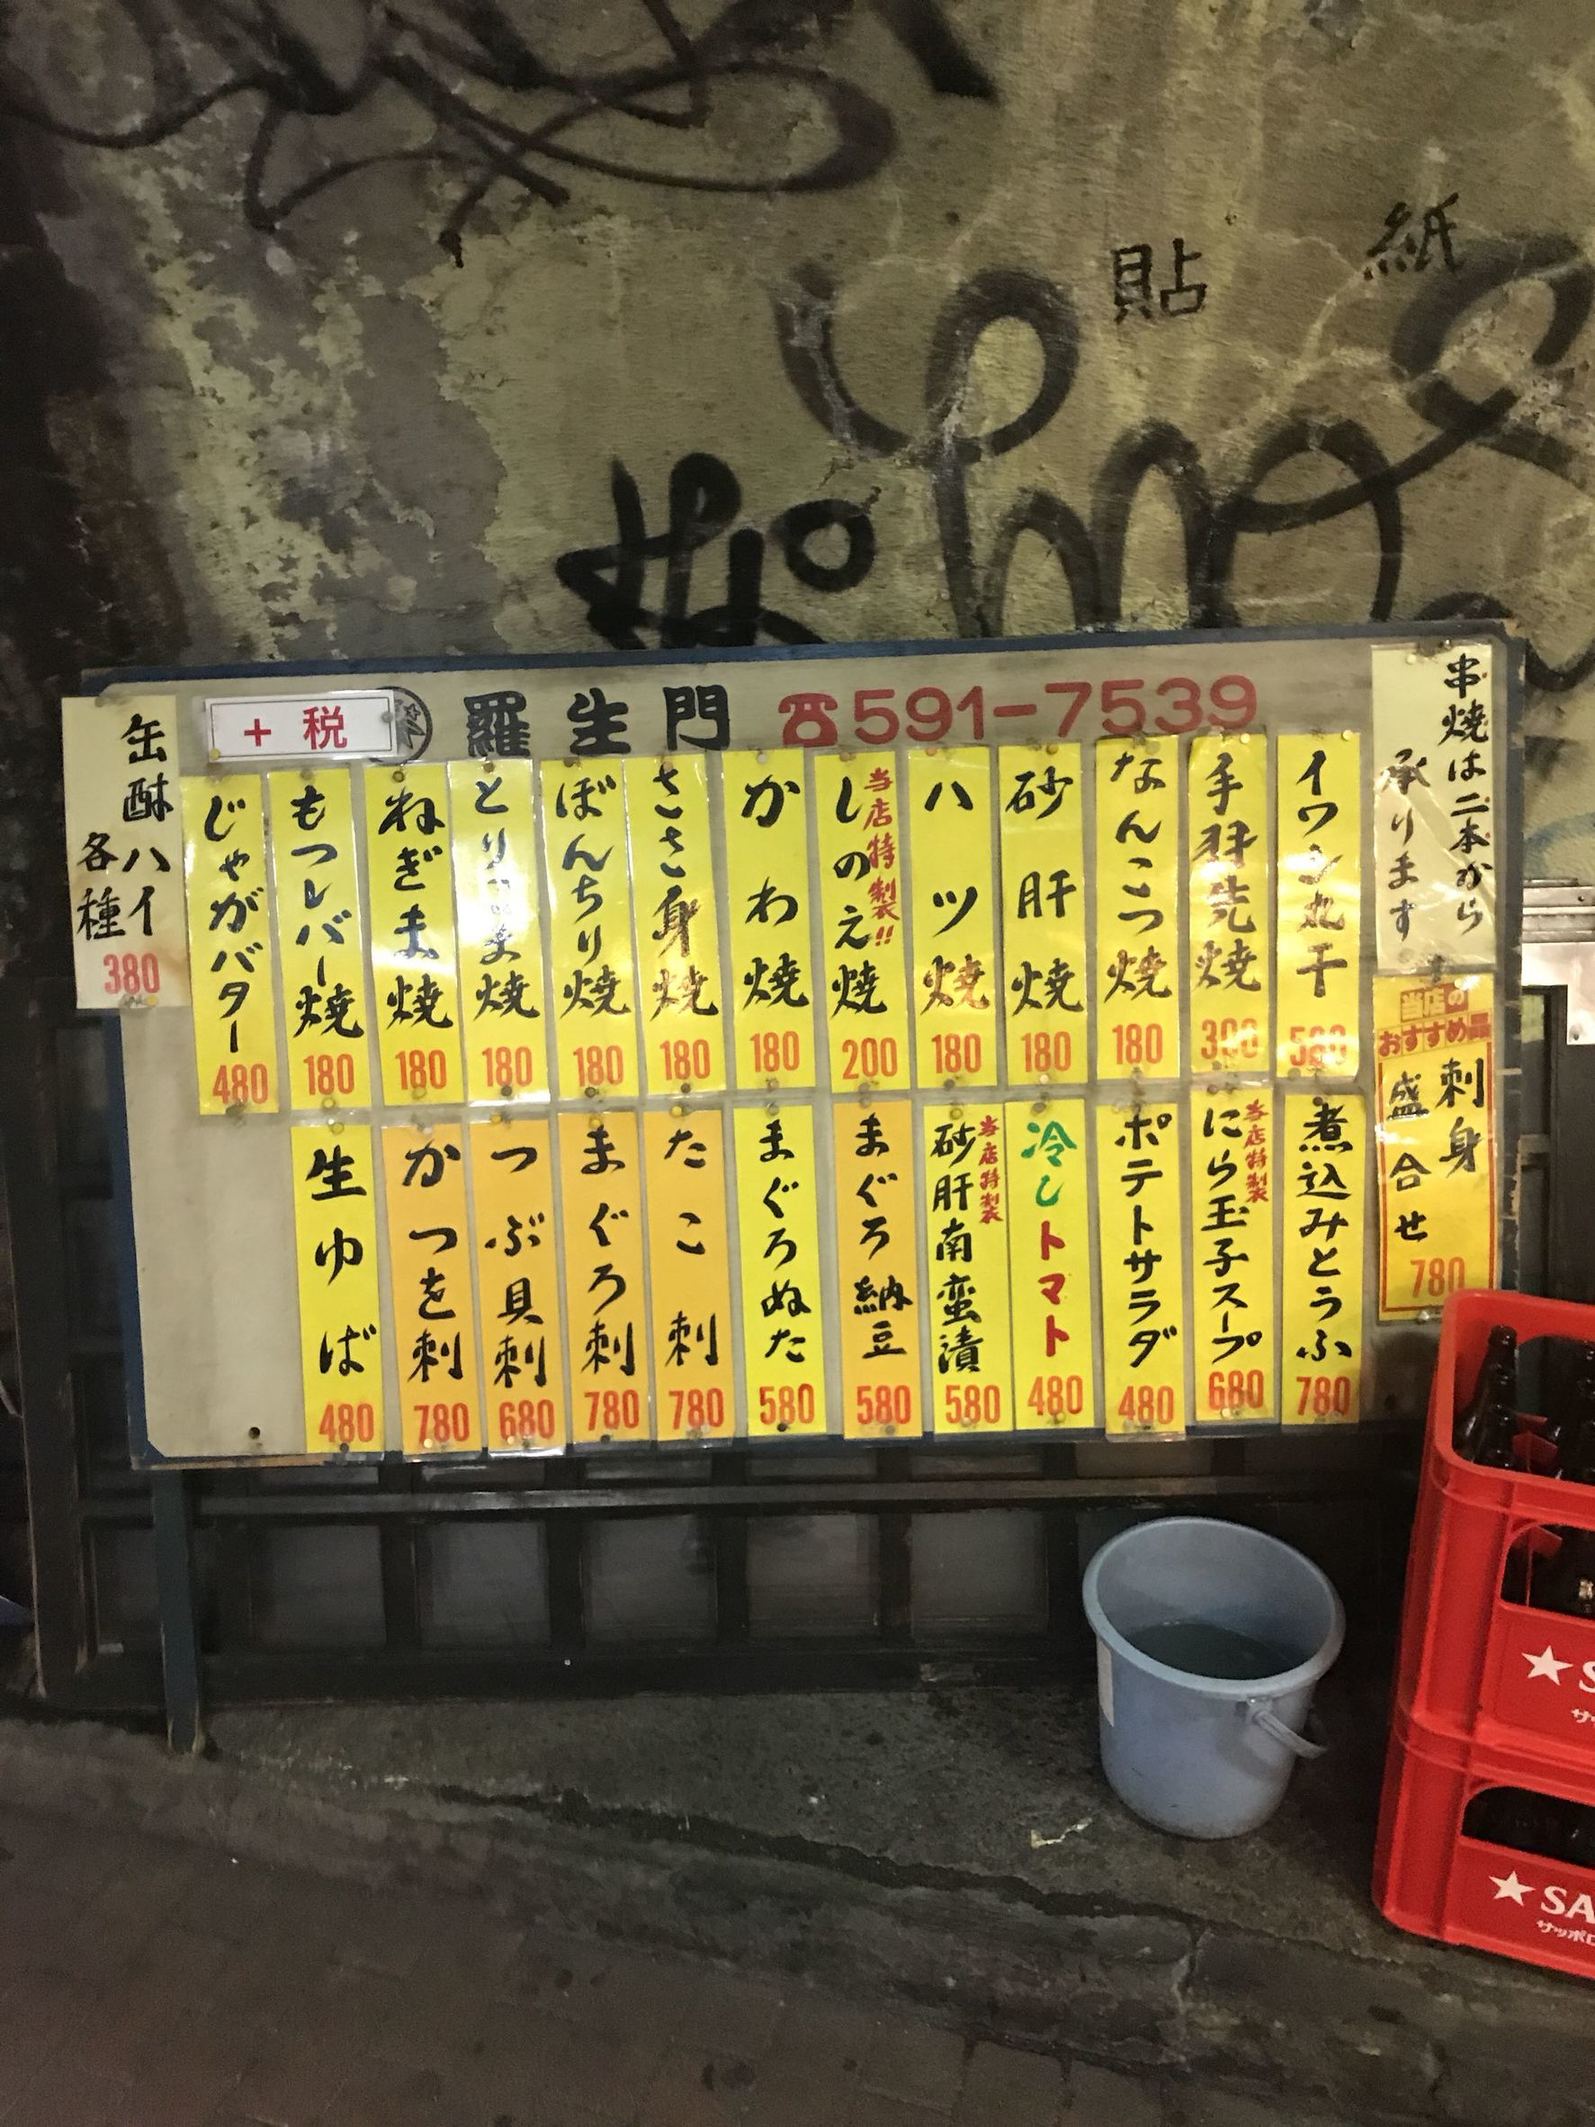 貼紙
+税
羅生門 ☎591-7539
串焼は二本から
承ります
当店の
おすすめ品
刺身
盛合せ
780
イワシ丸干
580
手羽先焼
300
なんこつ焼
180
砂肝焼
180
ハツ焼
180
当店特製!!
しのえ焼
200
かわ焼
180
ささ身焼
180
ぼんちり焼
180
とりまま焼
180
ねぎま焼
180
もつレバー焼
180
じゃがバター
480
缶酎ハイ
各種
380
煮込みとうふ
780
当店特製
にら玉子スープ
680
ポテトサラダ
480
冷しトマト
480
当店特製
砂肝南蛮漬
580
まぐろ納豆
580
まぐろぬた
580
たこ刺
780
まぐろ刺
780
つぶ貝刺
680
かつを刺
780
生ゆば
480
★SA
サッポロ